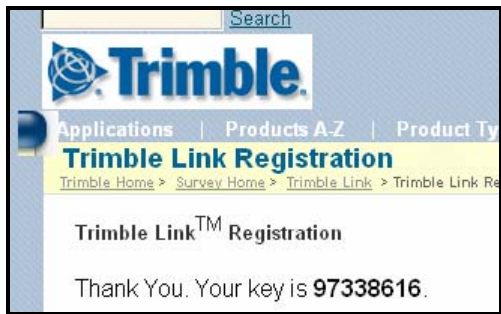 Search
Trimble.
Applications | Products A-Z | Product Ty
Trimble Link Registration
Trimble Home > Survey Home > Trimble Link > Trimble Link Re
Trimble Link™ Registration
Thank You. Your key is 97338616.